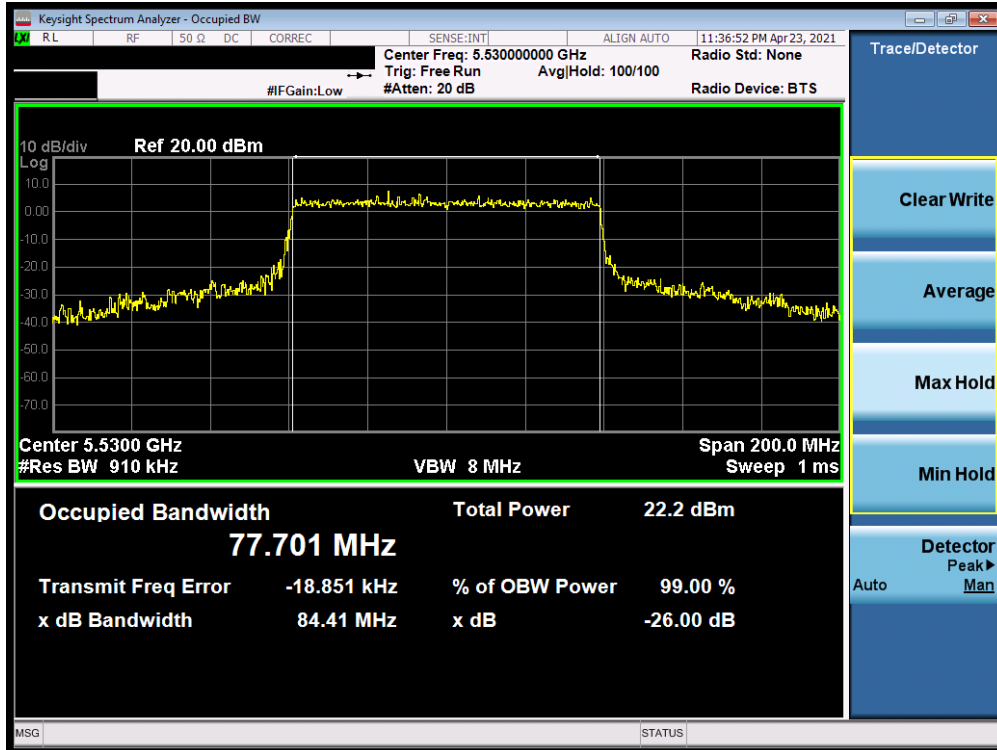 Keysight Spectrum Analyzer - Occupied BW
LXI RL RF 50 Ω DC CORREC SENSE:INT ALIGN AUTO 11:36:52 PM Apr 23, 2021
Center Freq: 5.530000000 GHz Radio Std: None
Trig: Free Run Avg|Hold: 100/100
#IFGain:Low #Atten: 20 dB Radio Device: BTS
10 dB/div Ref 20.00 dBm
Log
10.0
0.00
-10.0
-20.0
-30.0
-40.0
-50.0
-60.0
-70.0
Center 5.5300 GHz Span 200.0 MHz
#Res BW 910 kHz VBW 8 MHz Sweep 1 ms
Occupied Bandwidth Total Power 22.2 dBm
77.701 MHz
Transmit Freq Error -18.851 kHz % of OBW Power 99.00 %
x dB Bandwidth 84.41 MHz x dB -26.00 dB
MSG STATUS
Trace/Detector
Clear Write
Average
Max Hold
Min Hold
Detector
Peak▶
Auto Man